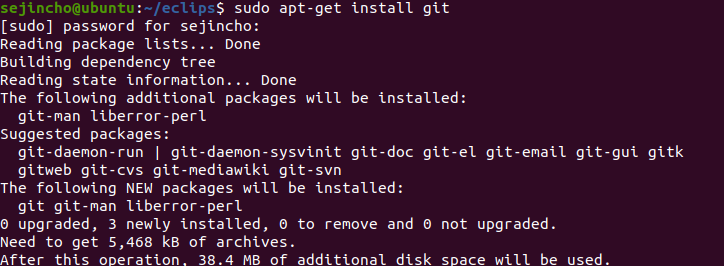 sejincho@ubuntu:~/eclips$ sudo apt-get install git
[sudo] password for sejincho:
Reading package lists... Done
Building dependency tree
Reading state information... Done
The following additional packages will be installed:
  git-man liberror-perl
Suggested packages:
  git-daemon-run | git-daemon-sysvinit git-doc git-el git-email git-gui gitk
  gitweb git-cvs git-mediawiki git-svn
The following NEW packages will be installed:
  git git-man liberror-perl
0 upgraded, 3 newly installed, 0 to remove and 0 not upgraded.
Need to get 5,468 kB of archives.
After this operation, 38.4 MB of additional disk space will be used.